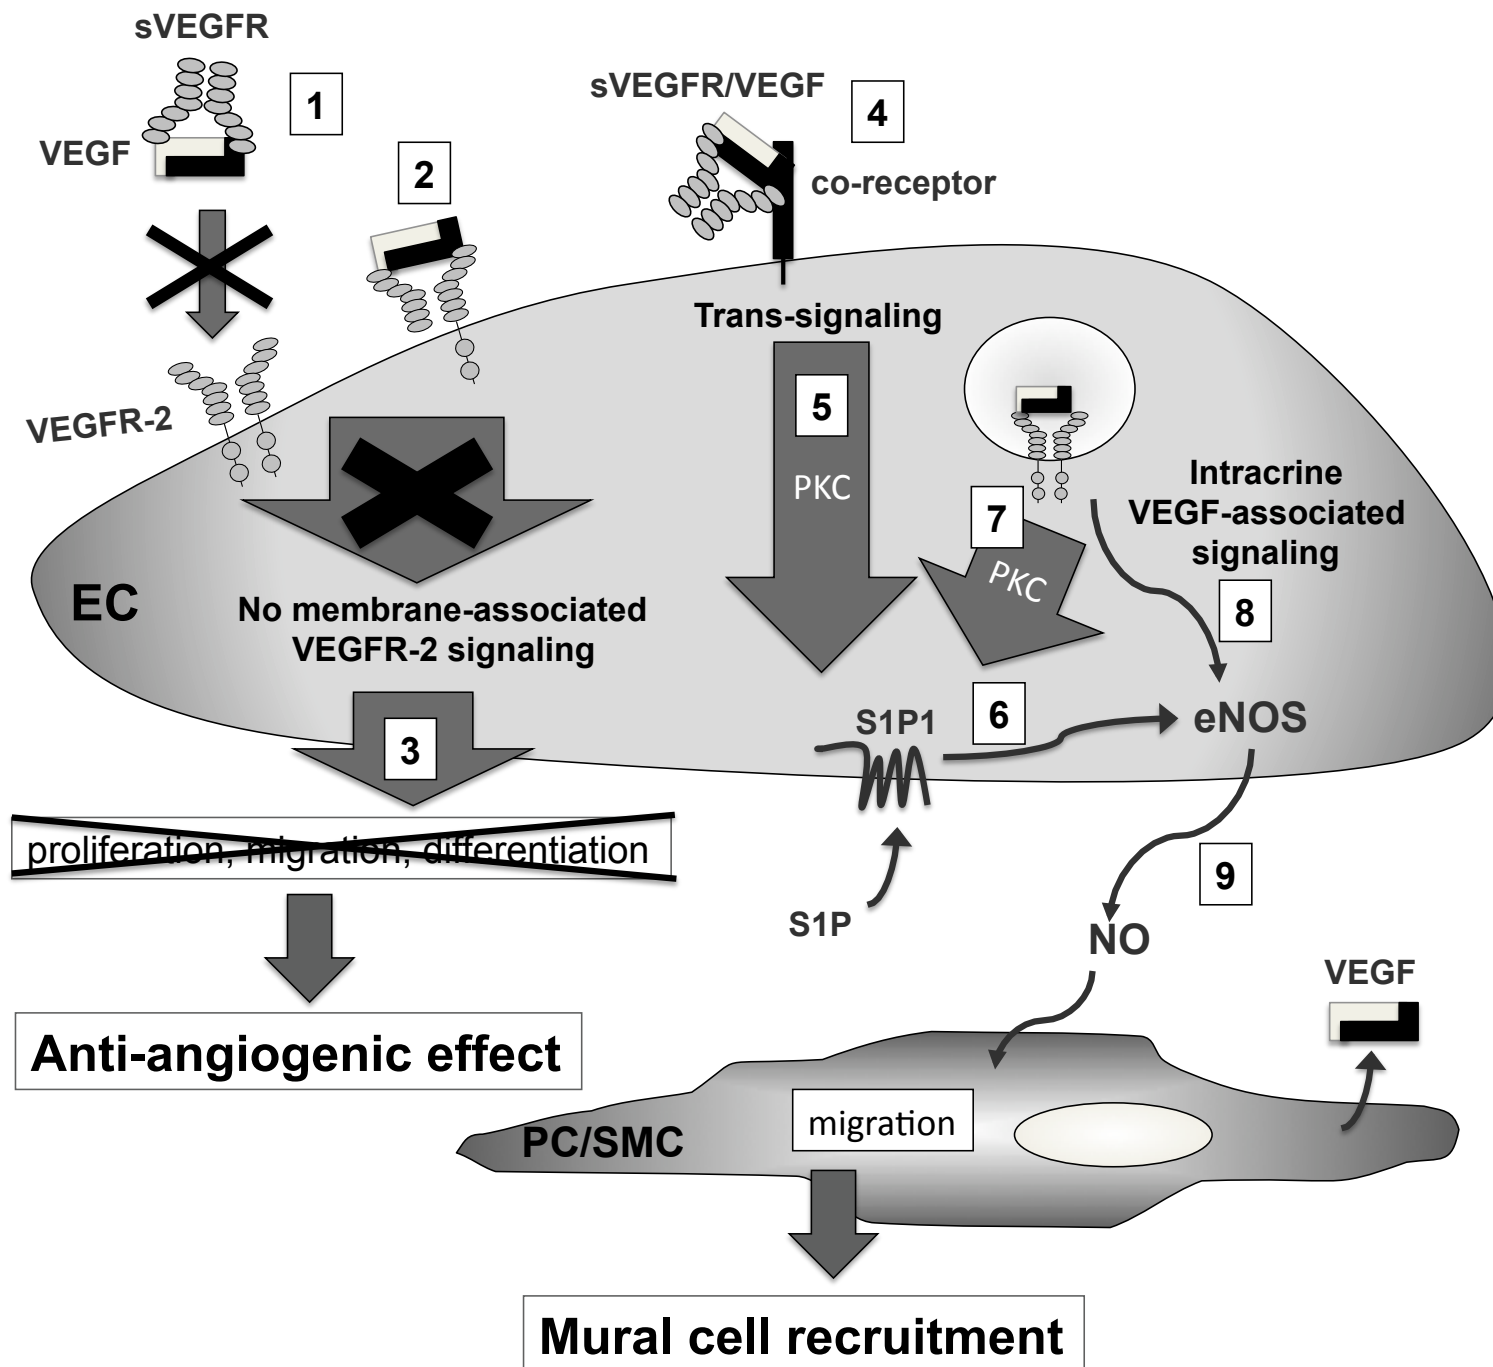 sVEGFR
1
VEGF
2
sVEGFR/VEGF
4
co-receptor
VEGFR-2
Trans-signaling
5
PKC
7
PKC
Intracrine
VEGF-associated
signaling
8
EC
No membrane-associated
VEGFR-2 signaling
3
S1P1
6
eNOS
proliferation, migration, differentiation
S1P
9
NO
VEGF
Anti-angiogenic effect
PC/SMC
migration
Mural cell recruitment